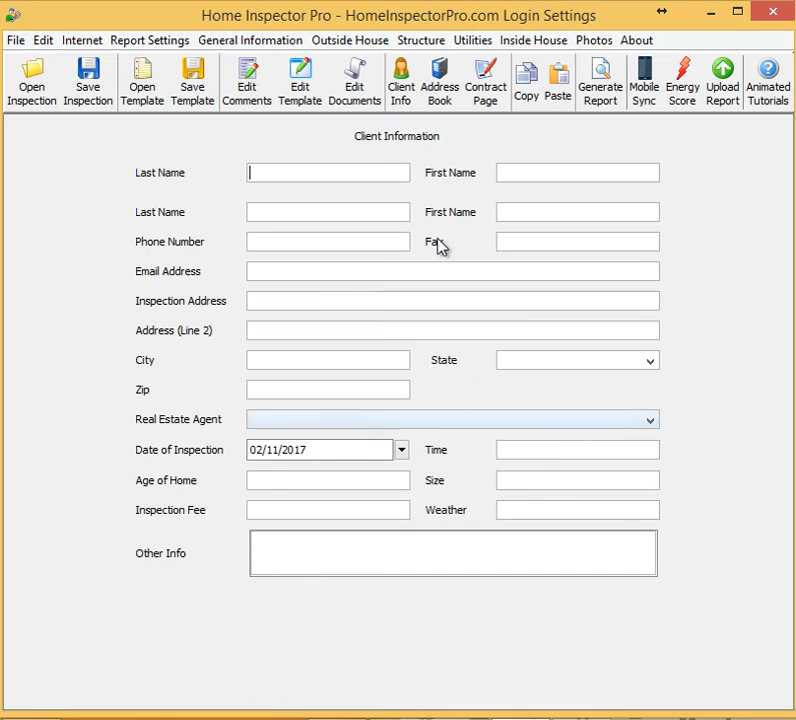 Home Inspector Pro - HomeInspectorPro.com Login Settings
File Edit Internet Report Settings General Information Outside House Structure Utilities Inside House Photos About
Open Inspection Save Inspection Open Template Save Template Edit Comments Edit Template Edit Documents Client Info Address Book Contract Page Copy Paste Generate Report Mobile Sync Energy Score Upload Report Animated Tutorials
Client Information
Last Name First Name
Last Name First Name
Phone Number
Email Address
Inspection Address
Address (Line 2)
City State
Zip
Real Estate Agent
Date of Inspection 02/11/2017 Time
Age of Home Size
Inspection Fee Weather
Other Info